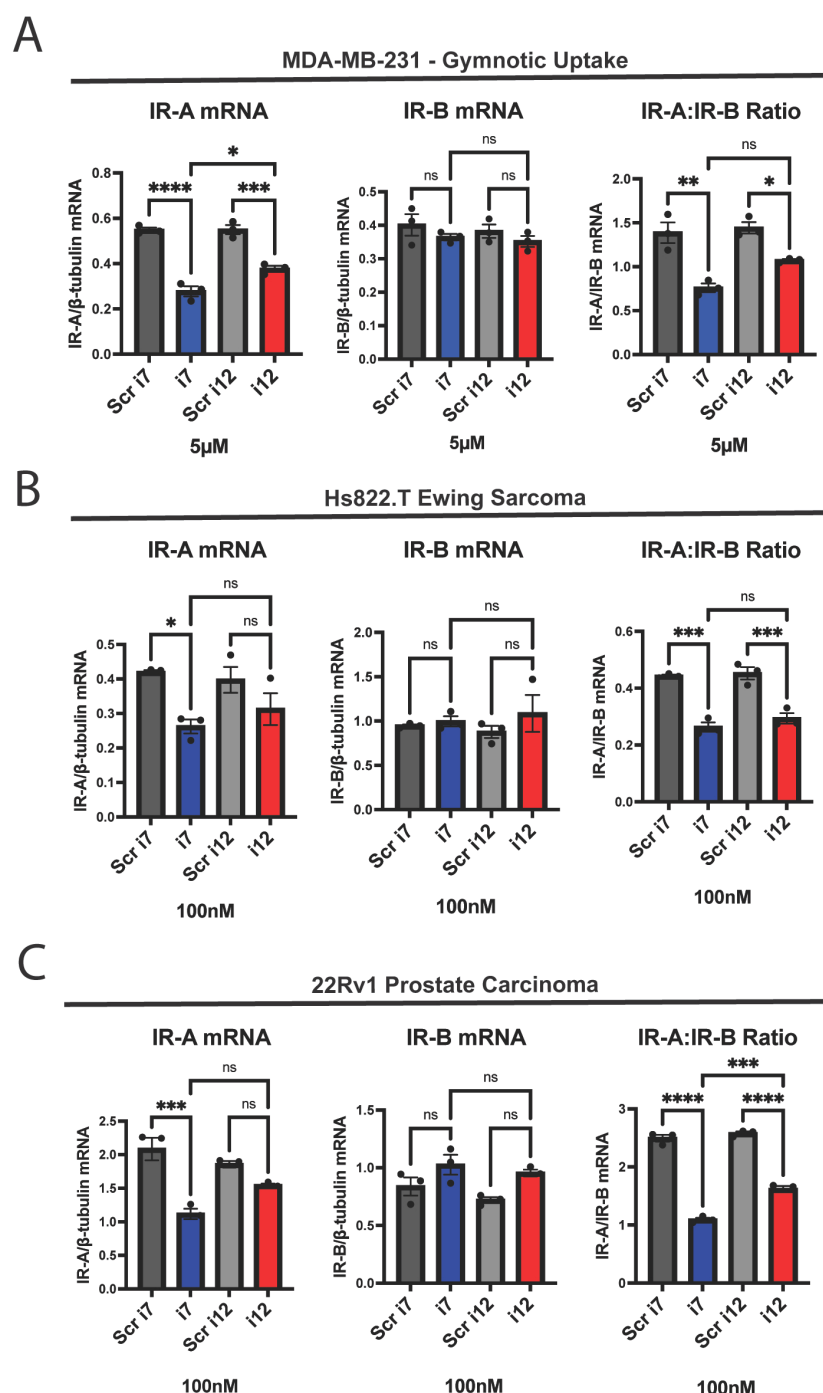 A
MDA-MB-231 - Gymnotic Uptake
IR-A mRNA
IR-A/β-tubulin mRNA
0.8
0.6
0.4
0.2
0.0
****
*
***
Scr i7
i7
Scr i12
i12
5μM
IR-B mRNA
IR-B/β-tubulin mRNA
0.5
0.4
0.3
0.2
0.1
0.0
ns
ns
ns
Scr i7
i7
Scr i12
i12
5μM
IR-A:IR-B Ratio
IR-A/IR-B mRNA
2.0
1.5
1.0
0.5
0.0
**
ns
*
Scr i7
i7
Scr i12
i12
5μM
B
Hs822.T Ewing Sarcoma
IR-A mRNA
IR-A/β-tubulin mRNA
0.5
0.4
0.3
0.2
0.1
0.0
*
ns
ns
Scr i7
i7
Scr i12
i12
100nM
IR-B mRNA
IR-B/β-tubulin mRNA
2.0
1.5
1.0
0.5
0.0
ns
ns
ns
Scr i7
i7
Scr i12
i12
100nM
IR-A:IR-B Ratio
IR-A/IR-B mRNA
0.6
0.4
0.2
0.0
***
ns
***
Scr i7
i7
Scr i12
i12
100nM
C
22Rv1 Prostate Carcinoma
IR-A mRNA
IR-A/β-tubulin mRNA
2.5
2.0
1.5
1.0
0.5
0.0
***
ns
ns
Scr i7
i7
Scr i12
i12
100nM
IR-B mRNA
IR-B/β-tubulin mRNA
1.5
1.0
0.5
0.0
ns
ns
ns
Scr i7
i7
Scr i12
i12
100nM
IR-A:IR-B Ratio
IR-A/IR-B mRNA
3
2
1
0
****
***
****
Scr i7
i7
Scr i12
i12
100nM